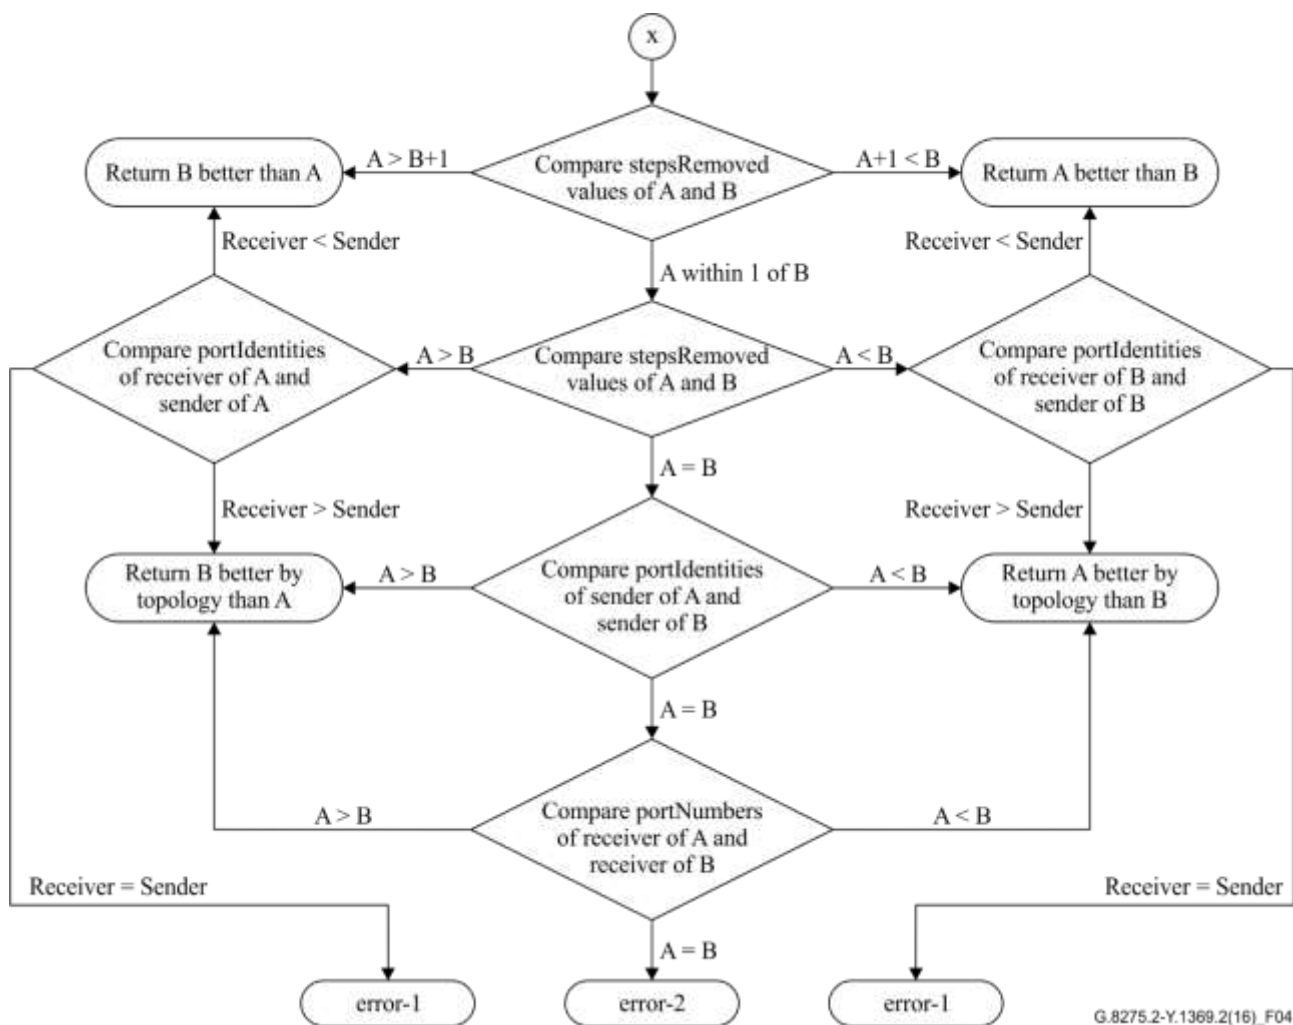 x
Return B better than A
A > B+1
Compare stepsRemoved
values of A and B
A+1 < B
Return A better than B
Receiver < Sender
Receiver < Sender
A within 1 of B
Compare portIdentities
of receiver of A and
sender of A
A > B
Compare stepsRemoved
values of A and B
A < B
Compare portIdentities
of receiver of B and
sender of B
A = B
Receiver > Sender
Receiver > Sender
Return B better by
topology than A
A > B
Compare portIdentities
of sender of A and
sender of B
A < B
Return A better by
topology than B
A = B
A > B
Compare portNumbers
of receiver of A and
receiver of B
A < B
Receiver = Sender
Receiver = Sender
A = B
error-1
error-2
error-1
G.8275.2-Y.1369.2(16)_F04